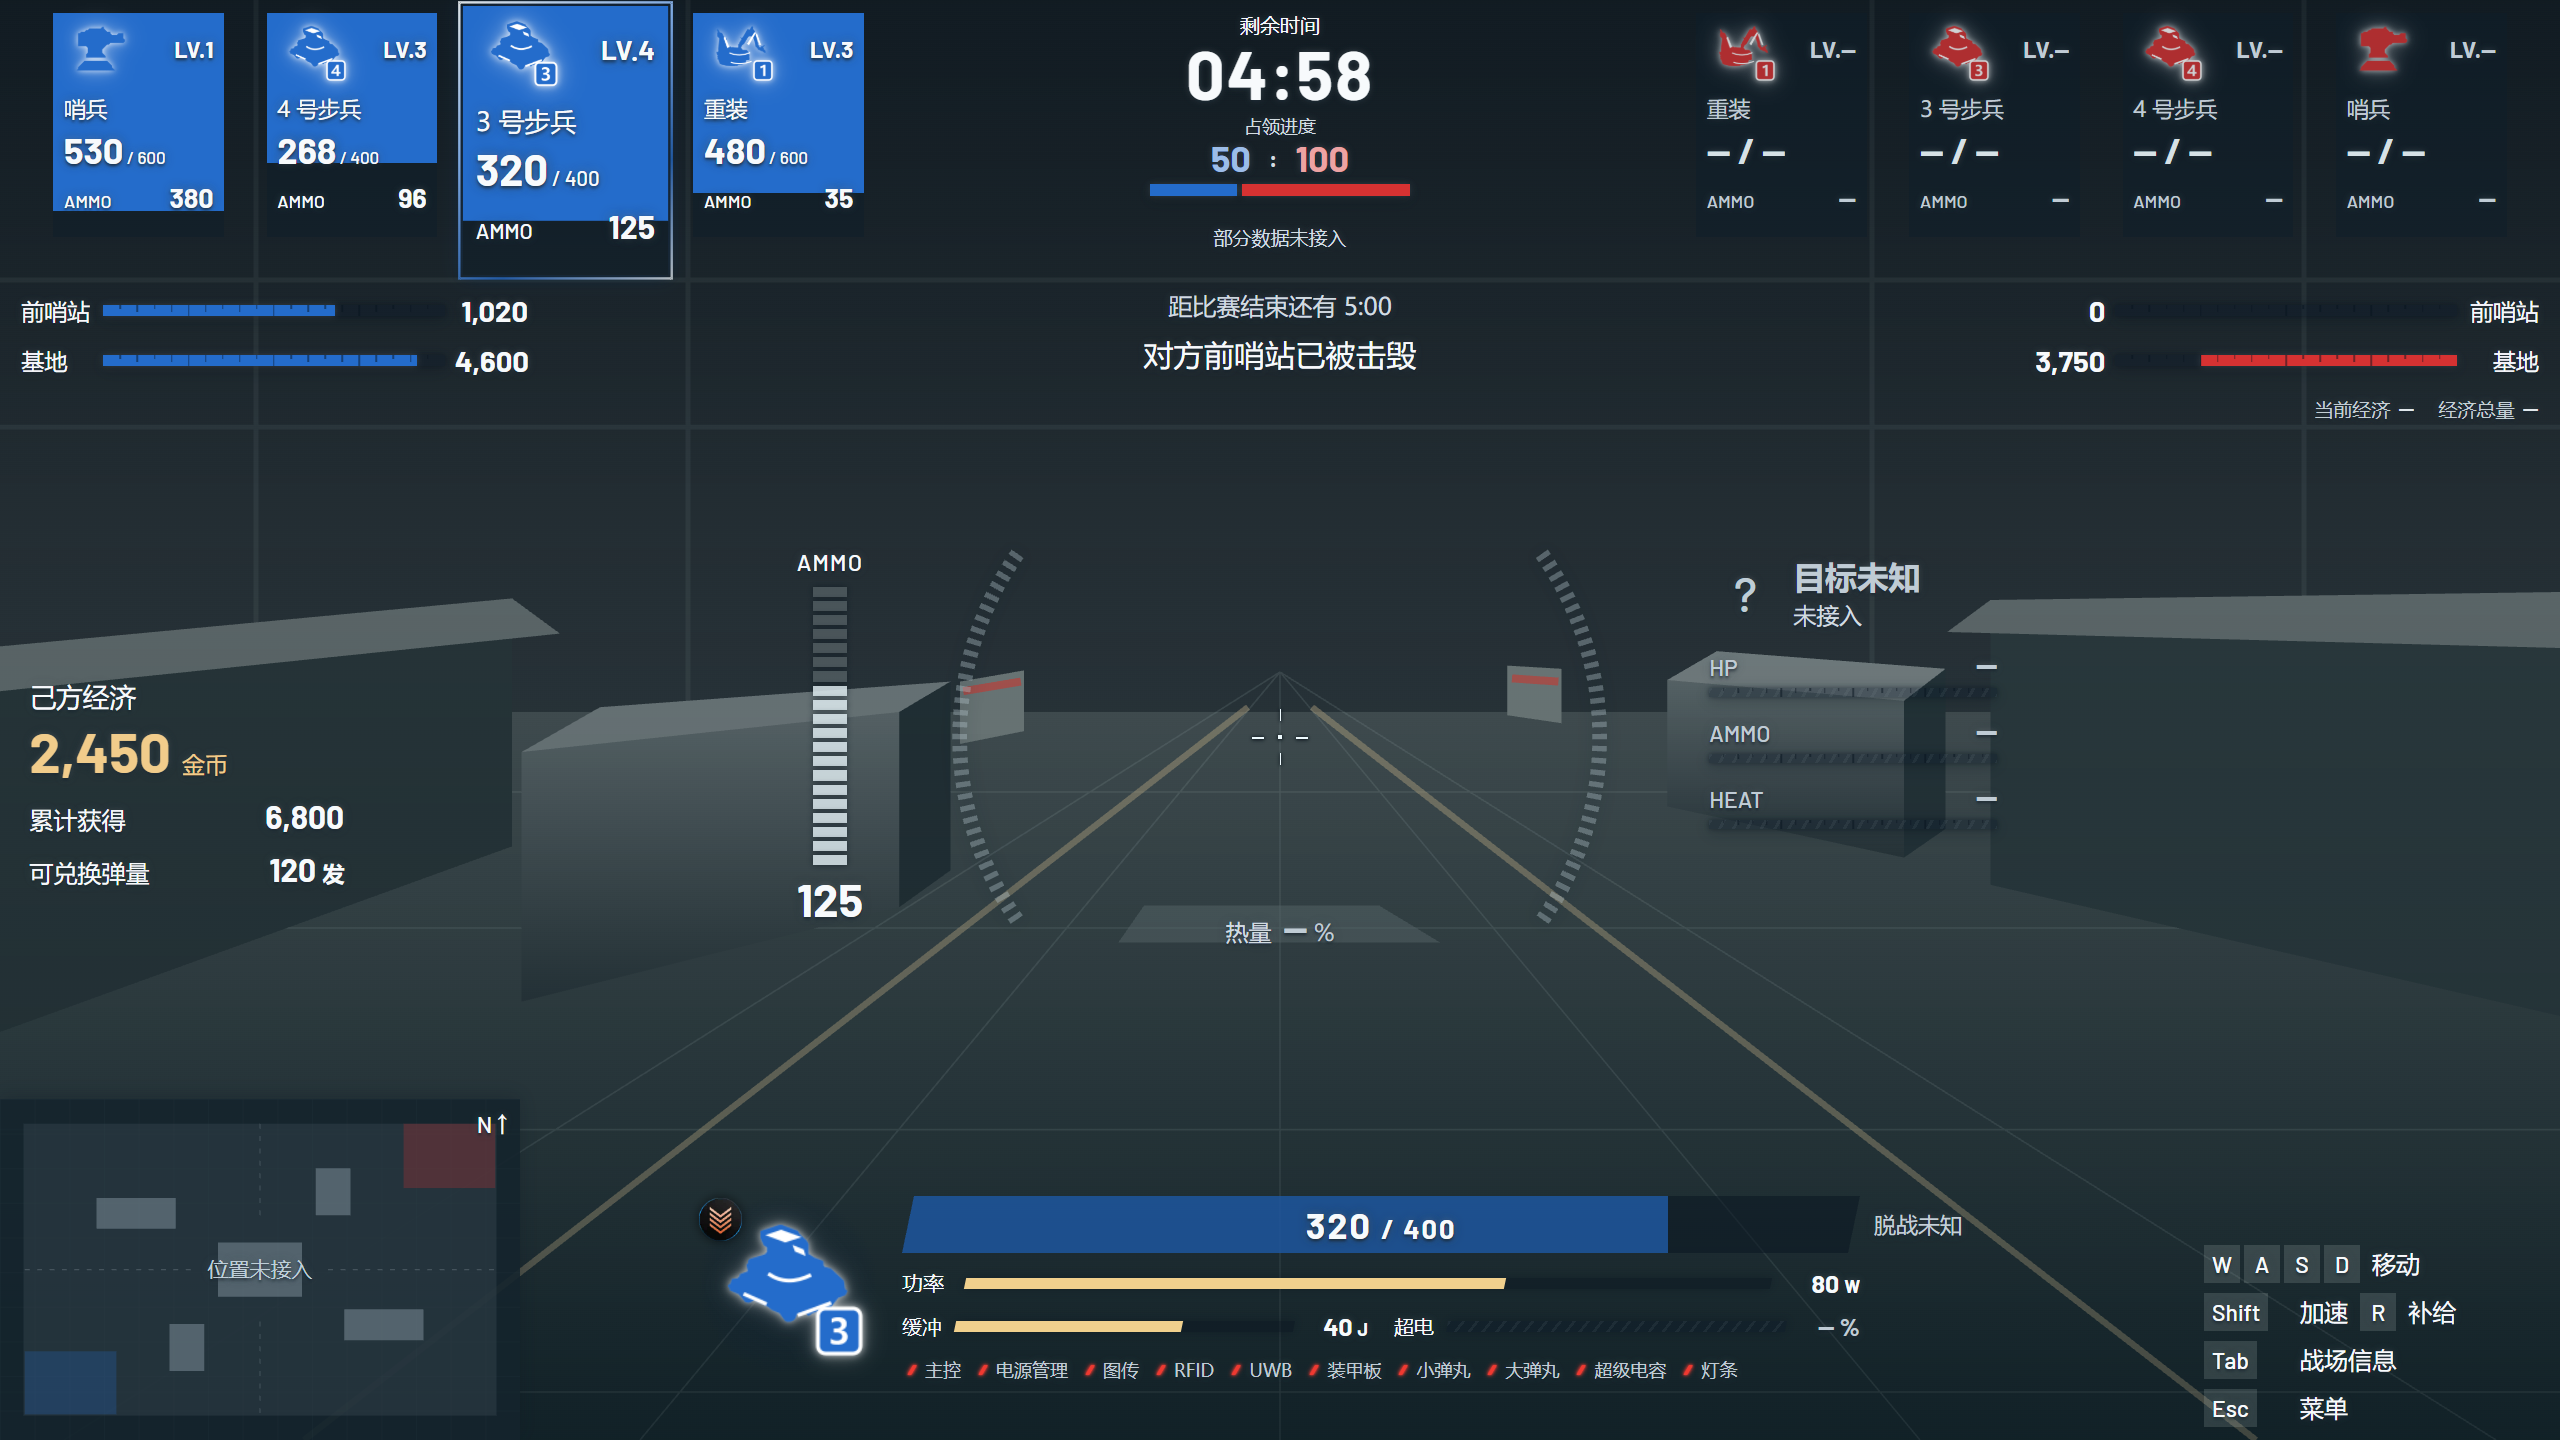 LV.1
哨兵
530 / 600
AMMO 380
4
LV.3
4 号步兵
268 / 400
AMMO 96
3
LV.4
3 号步兵
320 / 400
AMMO 125
1
LV.3
重装
480 / 600
AMMO 35
剩余时间
04:58
占领进度
50 : 100
部分数据未接入
1
LV.–
重装
– / –
AMMO –
3
LV.–
3 号步兵
– / –
AMMO –
4
LV.–
4 号步兵
– / –
AMMO –
LV.–
哨兵
– / –
AMMO –
前哨站 1,020
基地 4,600
距比赛结束还有 5:00
对方前哨站已被击毁
0 前哨站
3,750 基地
当前经济 – 经济总量 –
己方经济
2,450 金币
累计获得 6,800
可兑换弹量 120 发
AMMO
125
热量 – %
?
目标未知
未接入
HP –
AMMO –
HEAT –
N↑
位置未接入
3
320 / 400
脱战未知
功率 80 W
缓冲 40 J 超电 – %
主控 电源管理 图传 RFID UWB 装甲板 小弹丸 大弹丸 超级电容 灯条
W A S D 移动
Shift 加速 R 补给
Tab 战场信息
Esc 菜单